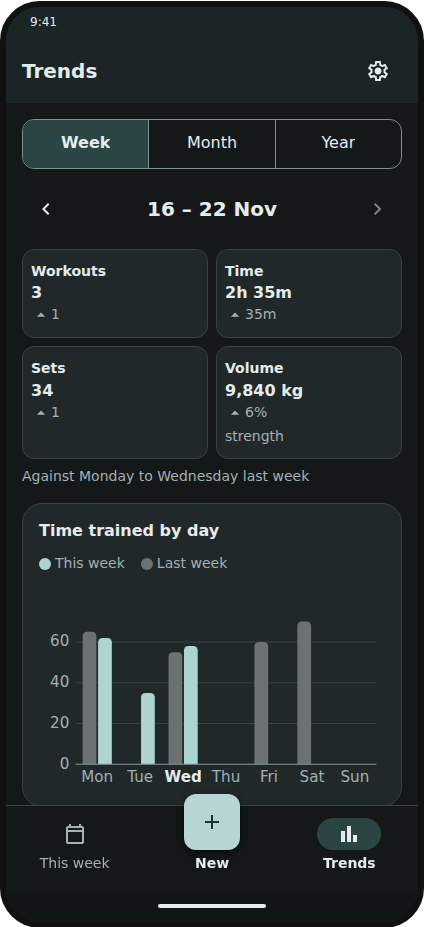 9:41
Trends
Week Month Year
16 – 22 Nov
Workouts
3
1
Time
2h 35m
35m
Sets
34
1
Volume
9,840 kg
6%
strength
Against Monday to Wednesday last week
Time trained by day
This week Last week
60
40
20
0
Mon Tue Wed Thu Fri Sat Sun
This week New Trends